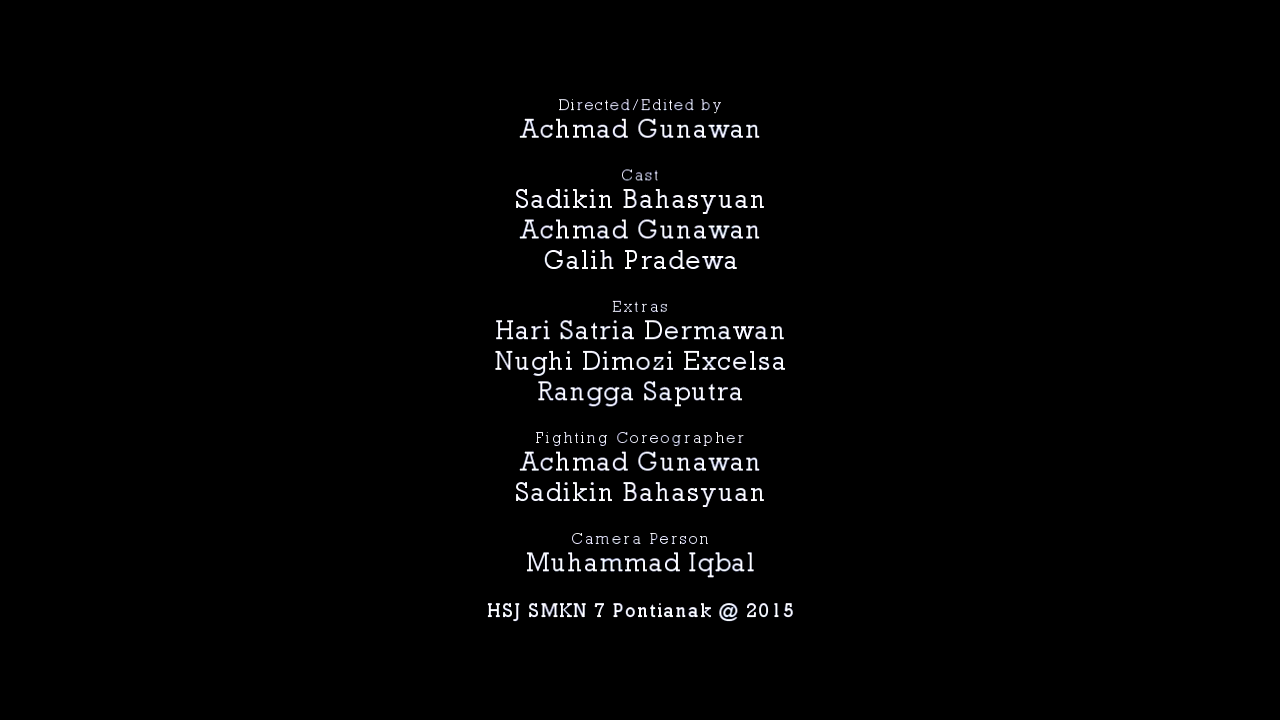 Directed/Edited by
Achmad Gunawan
Cast
Sadikin Bahasyuan
Achmad Gunawan
Galih Pradewa
Extras
Hari Satria Dermawan
Nughi Dimozi Excelsa
Rangga Saputra
Fighting Coreographer
Achmad Gunawan
Sadikin Bahasyuan
Camera Person
Muhammad Iqbal
HSJ SMKN 7 Pontianak @ 2015